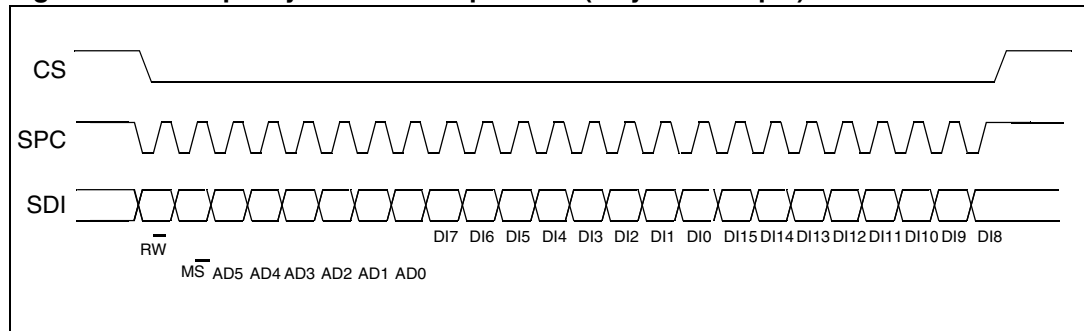 CS
SPC
SDI
DI7 DI6 DI5 DI4 DI3 DI2 DI1 DI0 DI15 DI14 DI13 DI12 DI11 DI10 DI9 DI8
RW
MS AD5 AD4 AD3 AD2 AD1 AD0